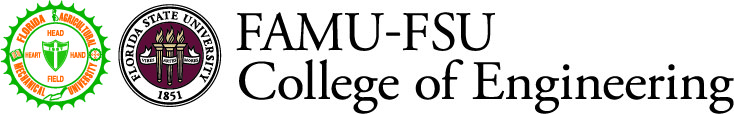 FLORIDA AGRICULTURAL
MECHANICAL UNIVERSITY
HEAD
HEART HAND
FIELD
FLORIDA STATE UNIVERSITY
VIRES ARTES MORES
1851
FAMU-FSU
College of Engineering